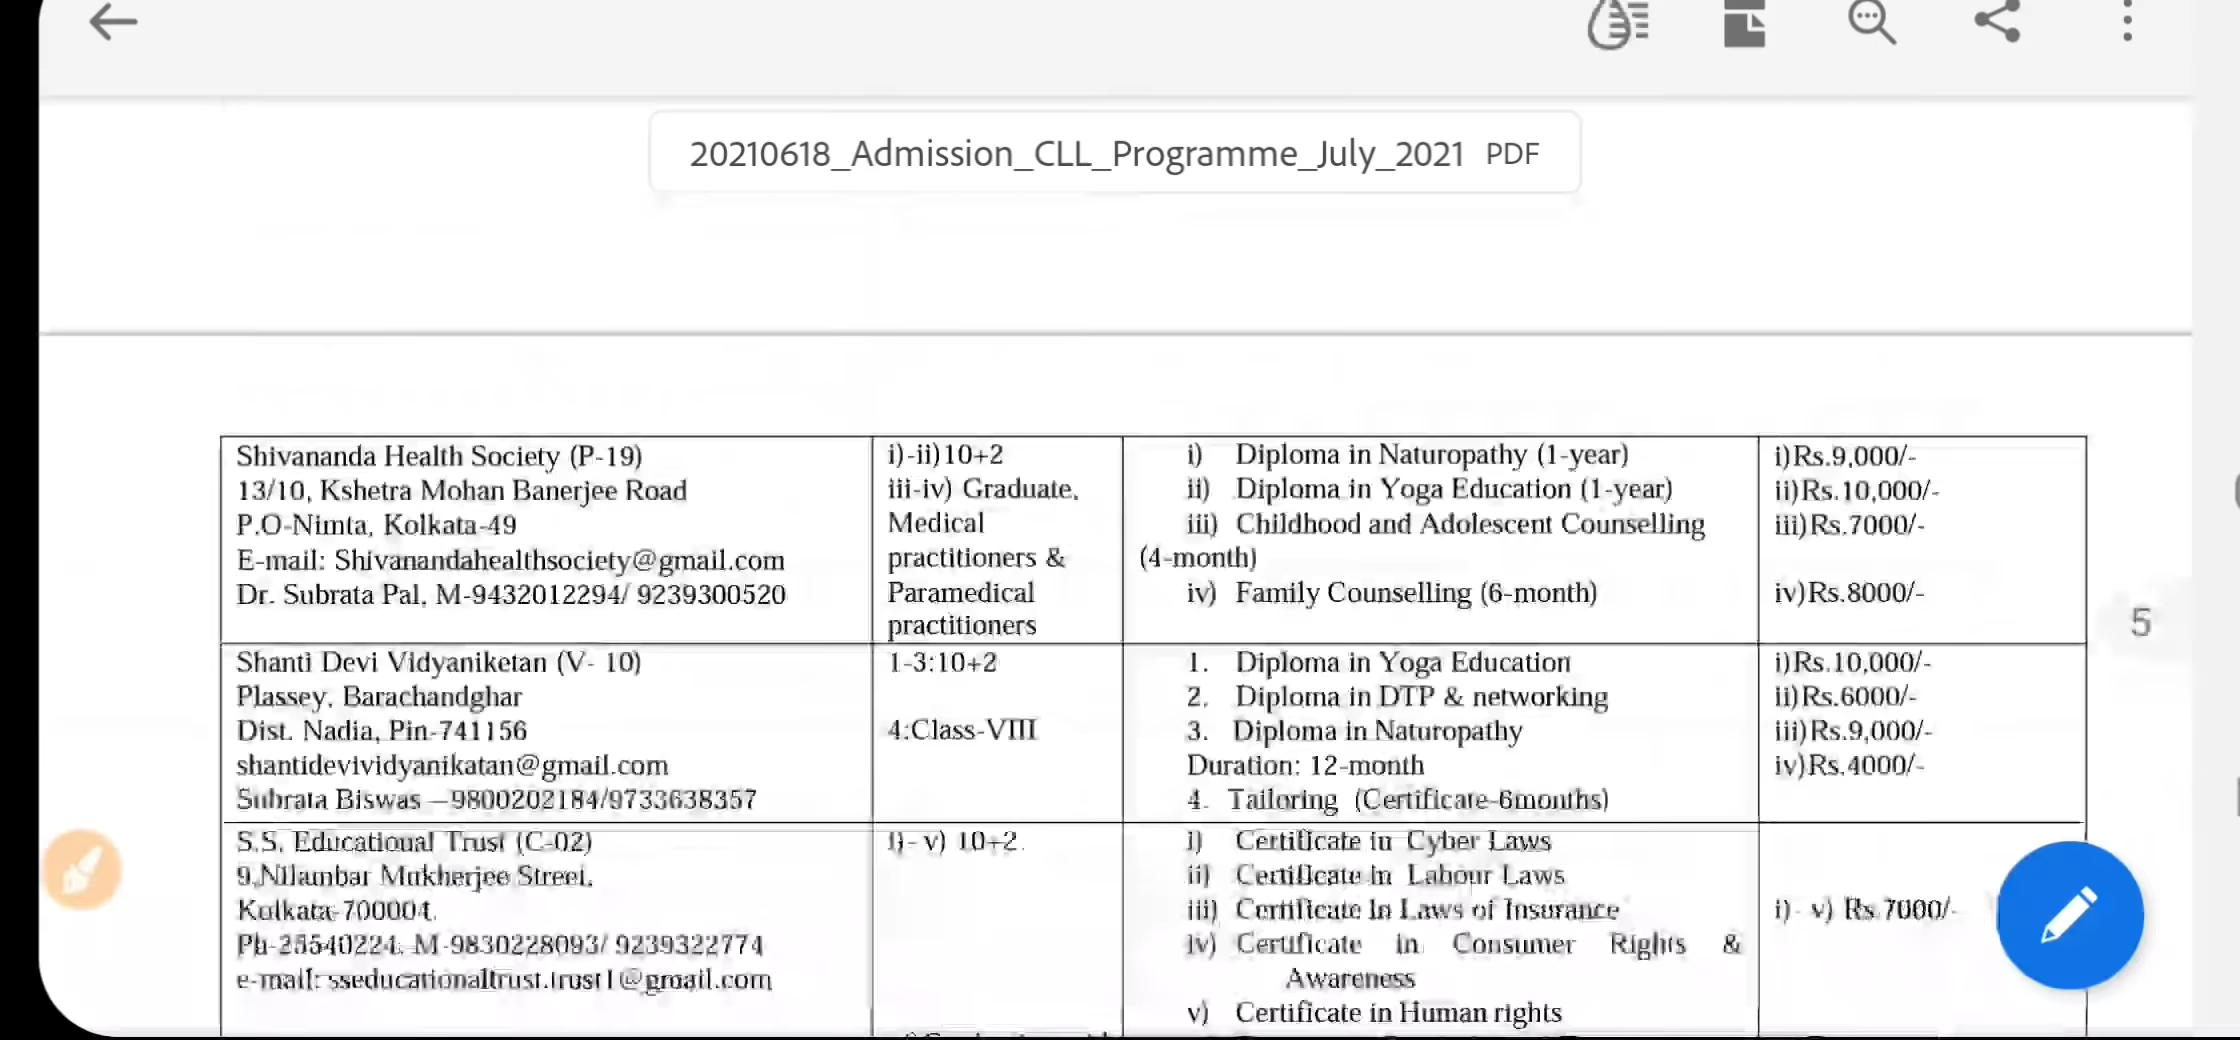 20210618_Admission_CLL_Programme_July_2021 PDF
Shivananda Health Society (P-19)
13/10, Kshetra Mohan Banerjee Road
P.O-Nimta, Kolkata-49
E-mail: Shivanandahealthsociety@gmail.com
Dr. Subrata Pal, M-9432012294/ 9239300520
i)-ii)10+2
iii-iv) Graduate,
Medical
practitioners &
Paramedical
practitioners
i) Diploma in Naturopathy (1-year)
ii) Diploma in Yoga Education (1-year)
iii) Childhood and Adolescent Counselling
(4-month)
iv) Family Counselling (6-month)
i)Rs.9,000/-
ii)Rs.10,000/-
iii)Rs.7000/-
iv)Rs.8000/-
5
Shanti Devi Vidyaniketan (V- 10)
Plassey, Barachandghar
Dist. Nadia, Pin-741156
shantidevividyanikatan@gmail.com
Subrata Biswas –9800202184/9733638357
1-3:10+2
4:Class-VIII
1. Diploma in Yoga Education
2. Diploma in DTP & networking
3. Diploma in Naturopathy
Duration: 12-month
4. Tailoring (Certificate-6months)
i)Rs.10,000/-
ii)Rs.6000/-
iii)Rs.9,000/-
iv)Rs.4000/-
S.S. Educational Trust (C-02)
9,Nilambar Mukherjee Street,
Kolkata-700004.
Ph-25540224, M-9830228093/ 9239322774
e-mail: sseducationaltrust.trust1@gmail.com
i)- v) 10+2.
i) Certificate in Cyber Laws
ii) Certificate in Labour Laws
iii) Certificate in Laws of Insurance
iv) Certificate in Consumer Rights &
Awareness
v) Certificate in Human rights
i)- v) Rs.7000/-